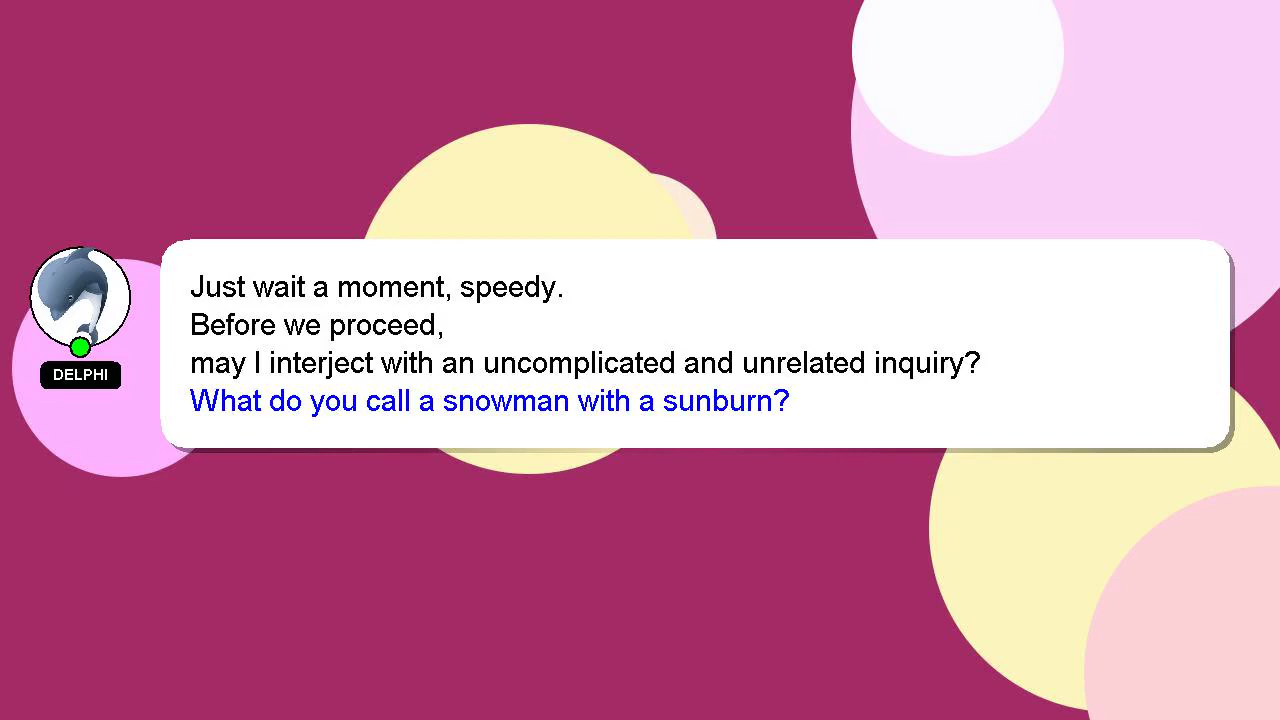 Just wait a moment, speedy.
Before we proceed,
may I interject with an uncomplicated and unrelated inquiry?
What do you call a snowman with a sunburn?
DELPHI